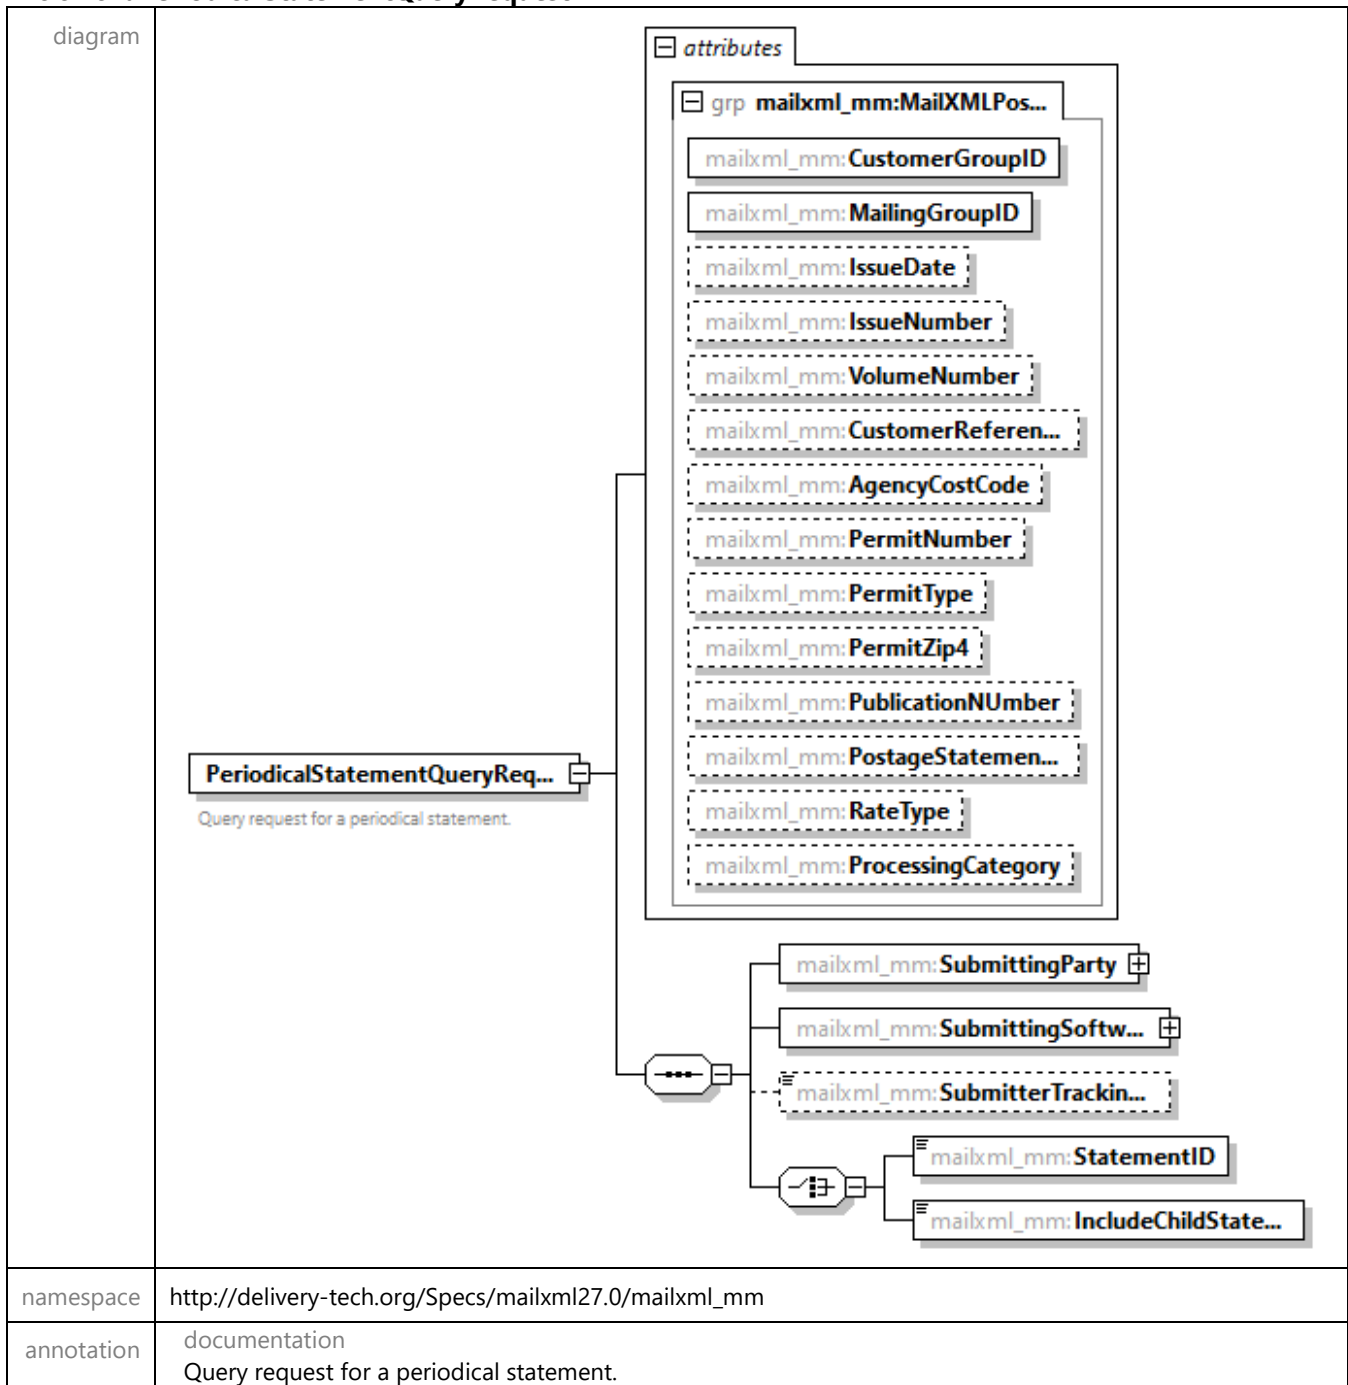 diagram
attributes
grp mailxml_mm:MailXMLPos...
mailxml_mm:CustomerGroupID
mailxml_mm:MailingGroupID
mailxml_mm:IssueDate
mailxml_mm:IssueNumber
mailxml_mm:VolumeNumber
mailxml_mm:CustomerReferen...
mailxml_mm:AgencyCostCode
mailxml_mm:PermitNumber
mailxml_mm:PermitType
mailxml_mm:PermitZip4
mailxml_mm:PublicationNUmber
mailxml_mm:PostageStatemen...
mailxml_mm:RateType
mailxml_mm:ProcessingCategory
PeriodicalStatementQueryReq...
Query request for a periodical statement.
mailxml_mm:SubmittingParty
mailxml_mm:SubmittingSoftw...
mailxml_mm:SubmitterTrackin...
mailxml_mm:StatementID
mailxml_mm:IncludeChildState...
namespace http://delivery-tech.org/Specs/mailxml27.0/mailxml_mm
annotation documentation
Query request for a periodical statement.